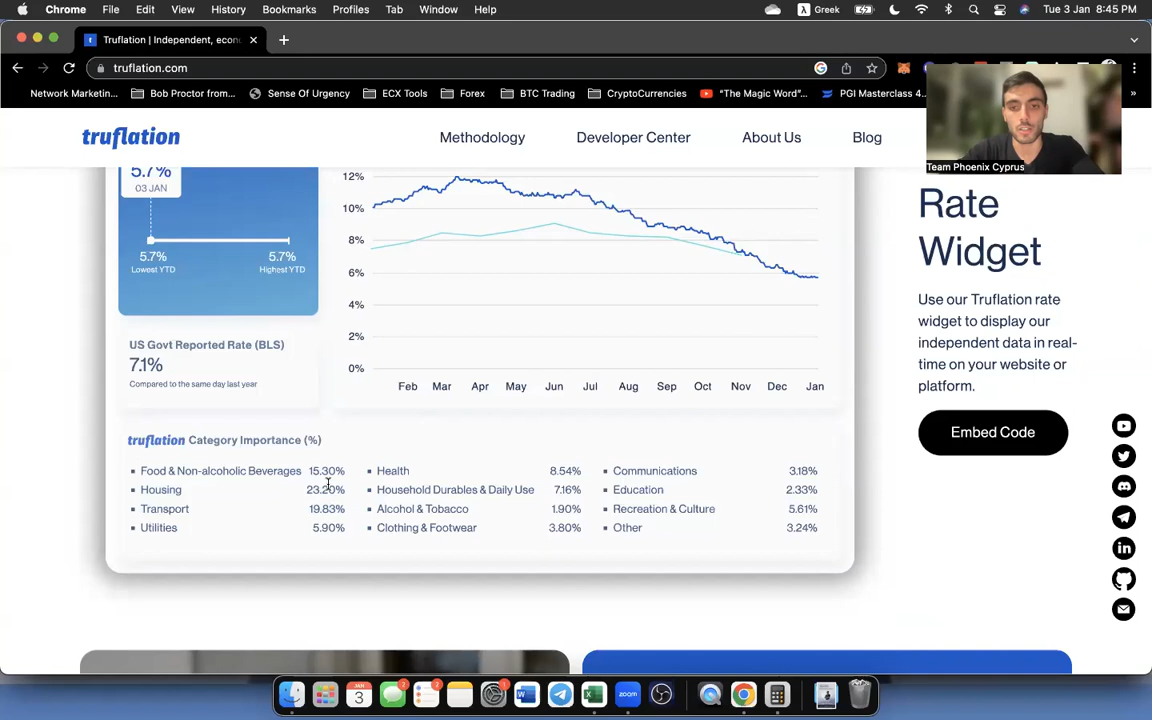 Chrome File Edit View History Bookmarks Profiles Tab Window Help Greek Tue 3 Jan 8:45 PM
Truflation | Independent, econ
truflation.com
Network Marketin... Bob Proctor from... Sense Of Urgency ECX Tools Forex BTC Trading CryptoCurrencies "The Magic Word"... PGI Masterclass 4...
Team Phoenix Cyprus
truflation Methodology Developer Center About Us Blog
5.7%
03 JAN
5.7% 5.7%
Lowest YTD Highest YTD
US Govt Reported Rate (BLS)
7.1%
Compared to the same day last year
12%
10%
8%
6%
4%
2%
0%
Feb Mar Apr May Jun Jul Aug Sep Oct Nov Dec Jan
truflation Category Importance (%)
Food & Non-alcoholic Beverages 15.30% Health 8.54% Communications 3.18%
Housing 23.20% Household Durables & Daily Use 7.16% Education 2.33%
Transport 19.83% Alcohol & Tobacco 1.90% Recreation & Culture 5.61%
Utilities 5.90% Clothing & Footwear 3.80% Other 3.24%
Rate
Widget
Use our Truflation rate
widget to display our
independent data in real-
time on your website or
platform.
Embed Code
JAN
3
zoom